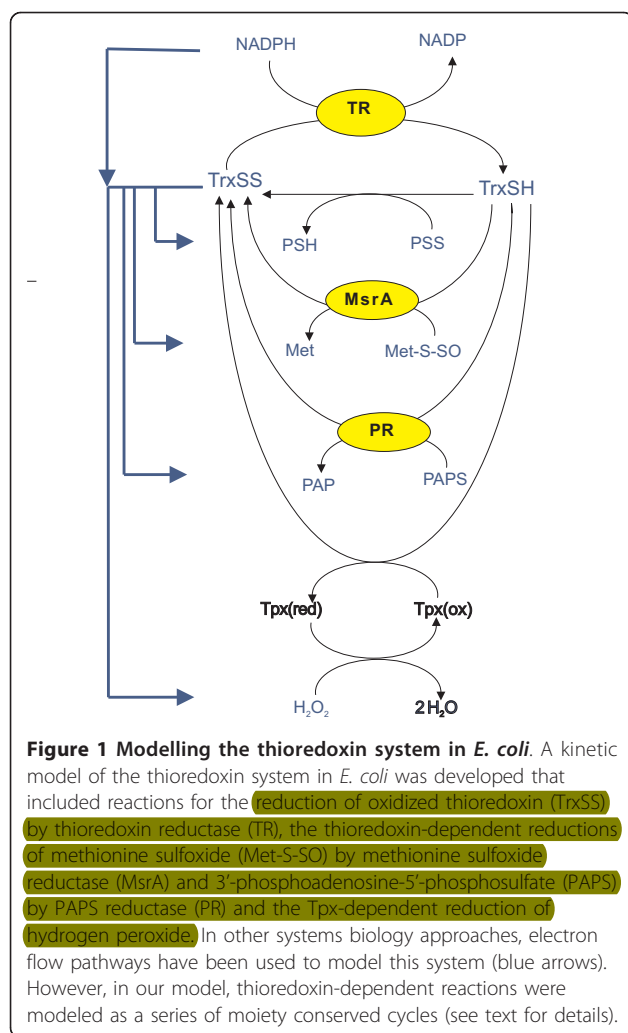 NADPH NADP
TR
TrxSS TrxSH
PSH PSS
MsrA
Met Met-S-SO
PR
PAP PAPS
Tpx(red) Tpx(ox)
H₂O₂ 2H₂O
Figure 1 Modelling the thioredoxin system in E. coli. A kinetic
model of the thioredoxin system in E. coli was developed that
included reactions for the reduction of oxidized thioredoxin (TrxSS)
by thioredoxin reductase (TR), the thioredoxin-dependent reductions
of methionine sulfoxide (Met-S-SO) by methionine sulfoxide
reductase (MsrA) and 3′-phosphoadenosine-5′-phosphosulfate (PAPS)
by PAPS reductase (PR) and the Tpx-dependent reduction of
hydrogen peroxide. In other systems biology approaches, electron
flow pathways have been used to model this system (blue arrows).
However, in our model, thioredoxin-dependent reactions were
modeled as a series of moiety conserved cycles (see text for details).